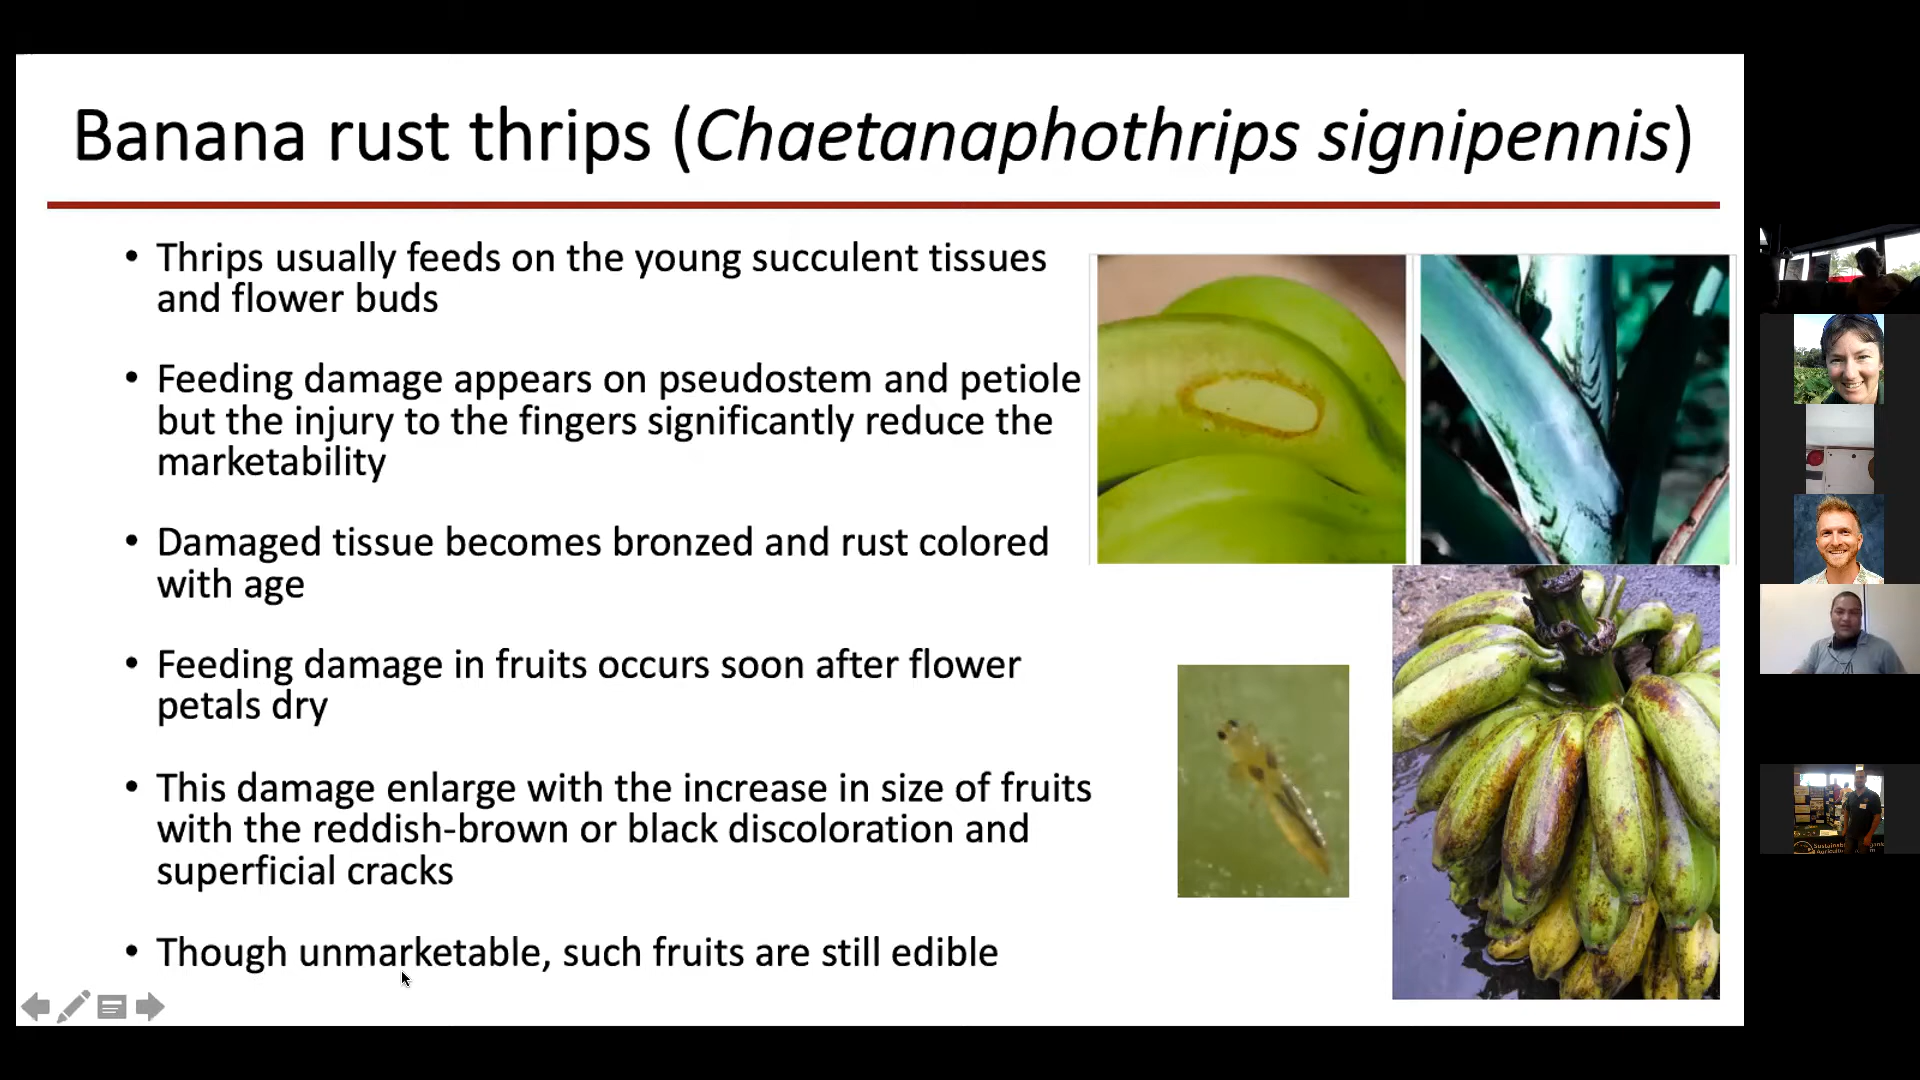 Banana rust thrips (Chaetanaphothrips signipennis)
• Thrips usually feeds on the young succulent tissues
and flower buds
• Feeding damage appears on pseudostem and petiole
but the injury to the fingers significantly reduce the
marketability
• Damaged tissue becomes bronzed and rust colored
with age
• Feeding damage in fruits occurs soon after flower
petals dry
• This damage enlarge with the increase in size of fruits
with the reddish-brown or black discoloration and
superficial cracks
• Though unmarketable, such fruits are still edible